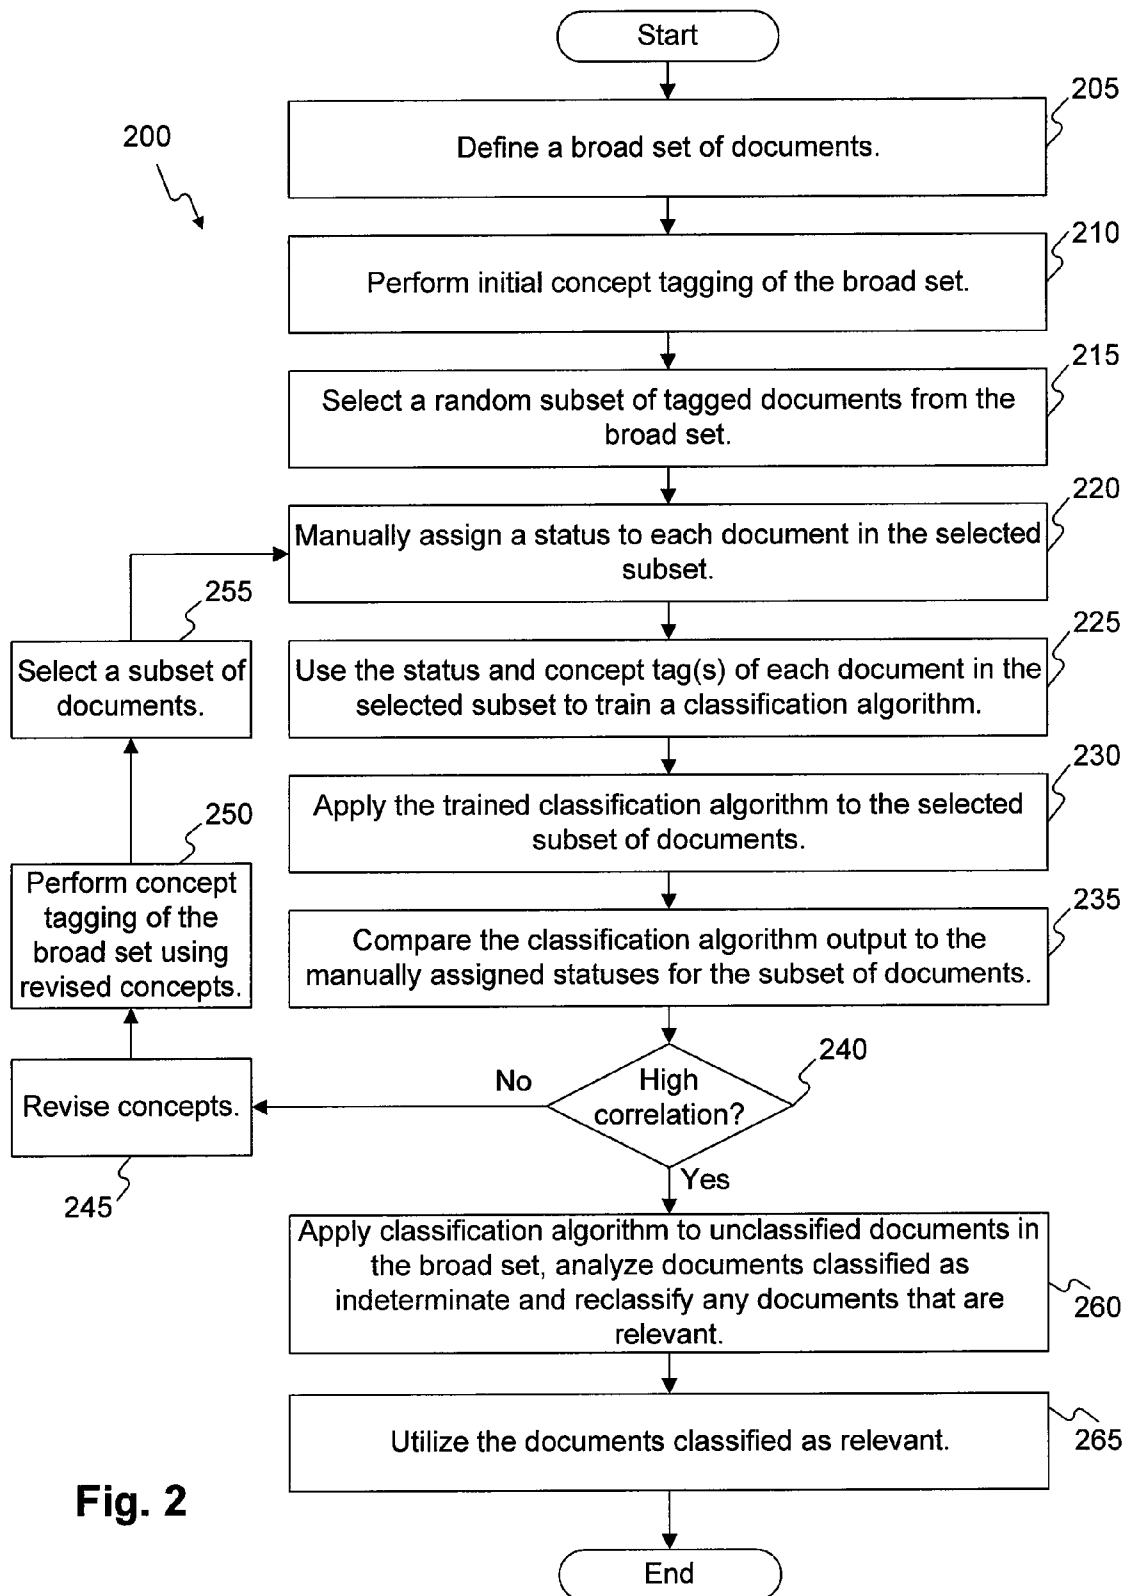 Start
205
200
Define a broad set of documents.
210
Perform initial concept tagging of the broad set.
215
Select a random subset of tagged documents from the
broad set.
220
Manually assign a status to each document in the selected
subset.
255
225
Select a subset of
documents.
Use the status and concept tag(s) of each document in the
selected subset to train a classification algorithm.
230
250
Apply the trained classification algorithm to the selected
subset of documents.
Perform concept
tagging of the
broad set using
revised concepts.
235
Compare the classification algorithm output to the
manually assigned statuses for the subset of documents.
240
No
High
correlation?
Revise concepts.
245
Yes
Apply classification algorithm to unclassified documents in
the broad set, analyze documents classified as
indeterminate and reclassify any documents that are
relevant.
260
Utilize the documents classified as relevant.
265
Fig. 2
End